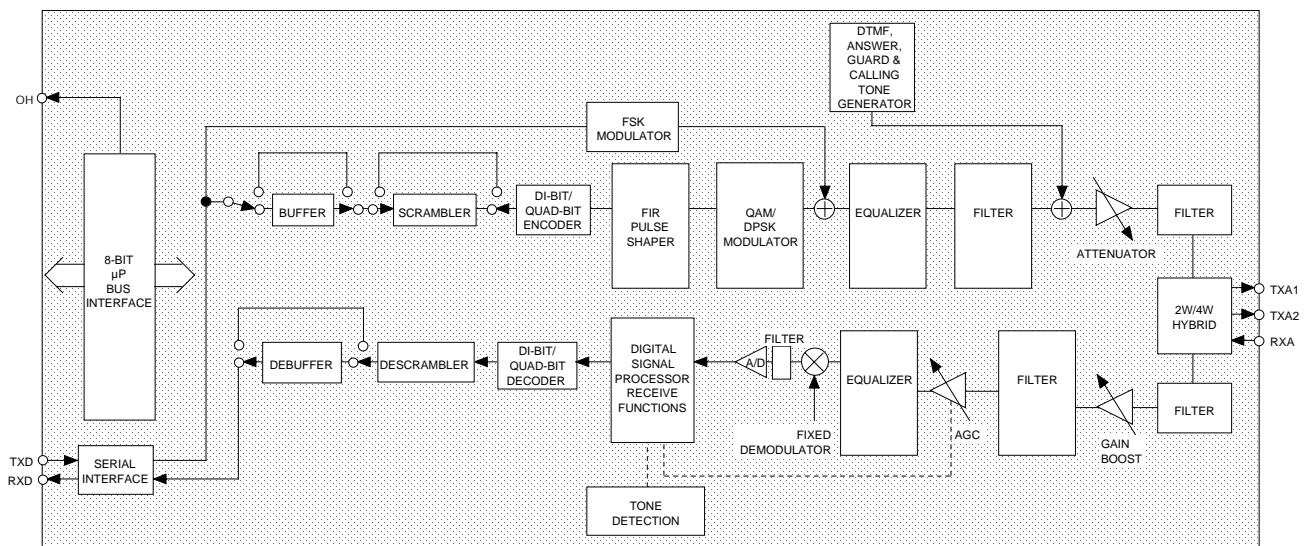 DTMF,
ANSWER,
GUARD &
CALLING
TONE
GENERATOR
OH
FSK
MODULATOR
BUFFER
SCRAMBLER
DI-BIT/
QUAD-BIT
ENCODER
FIR
PULSE
SHAPER
QAM/
DPSK
MODULATOR
EQUALIZER
FILTER
ATTENUATOR
FILTER
8-BIT
µP
BUS
INTERFACE
2W/4W
HYBRID
TXA1
TXA2
RXA
DEBUFFER
DESCRAMBLER
DI-BIT/
QUAD-BIT
DECODER
DIGITAL
SIGNAL
PROCESSOR
RECEIVE
FUNCTIONS
A/D
FILTER
FIXED
DEMODULATOR
EQUALIZER
AGC
FILTER
GAIN
BOOST
FILTER
TXD
RXD
SERIAL
INTERFACE
TONE
DETECTION